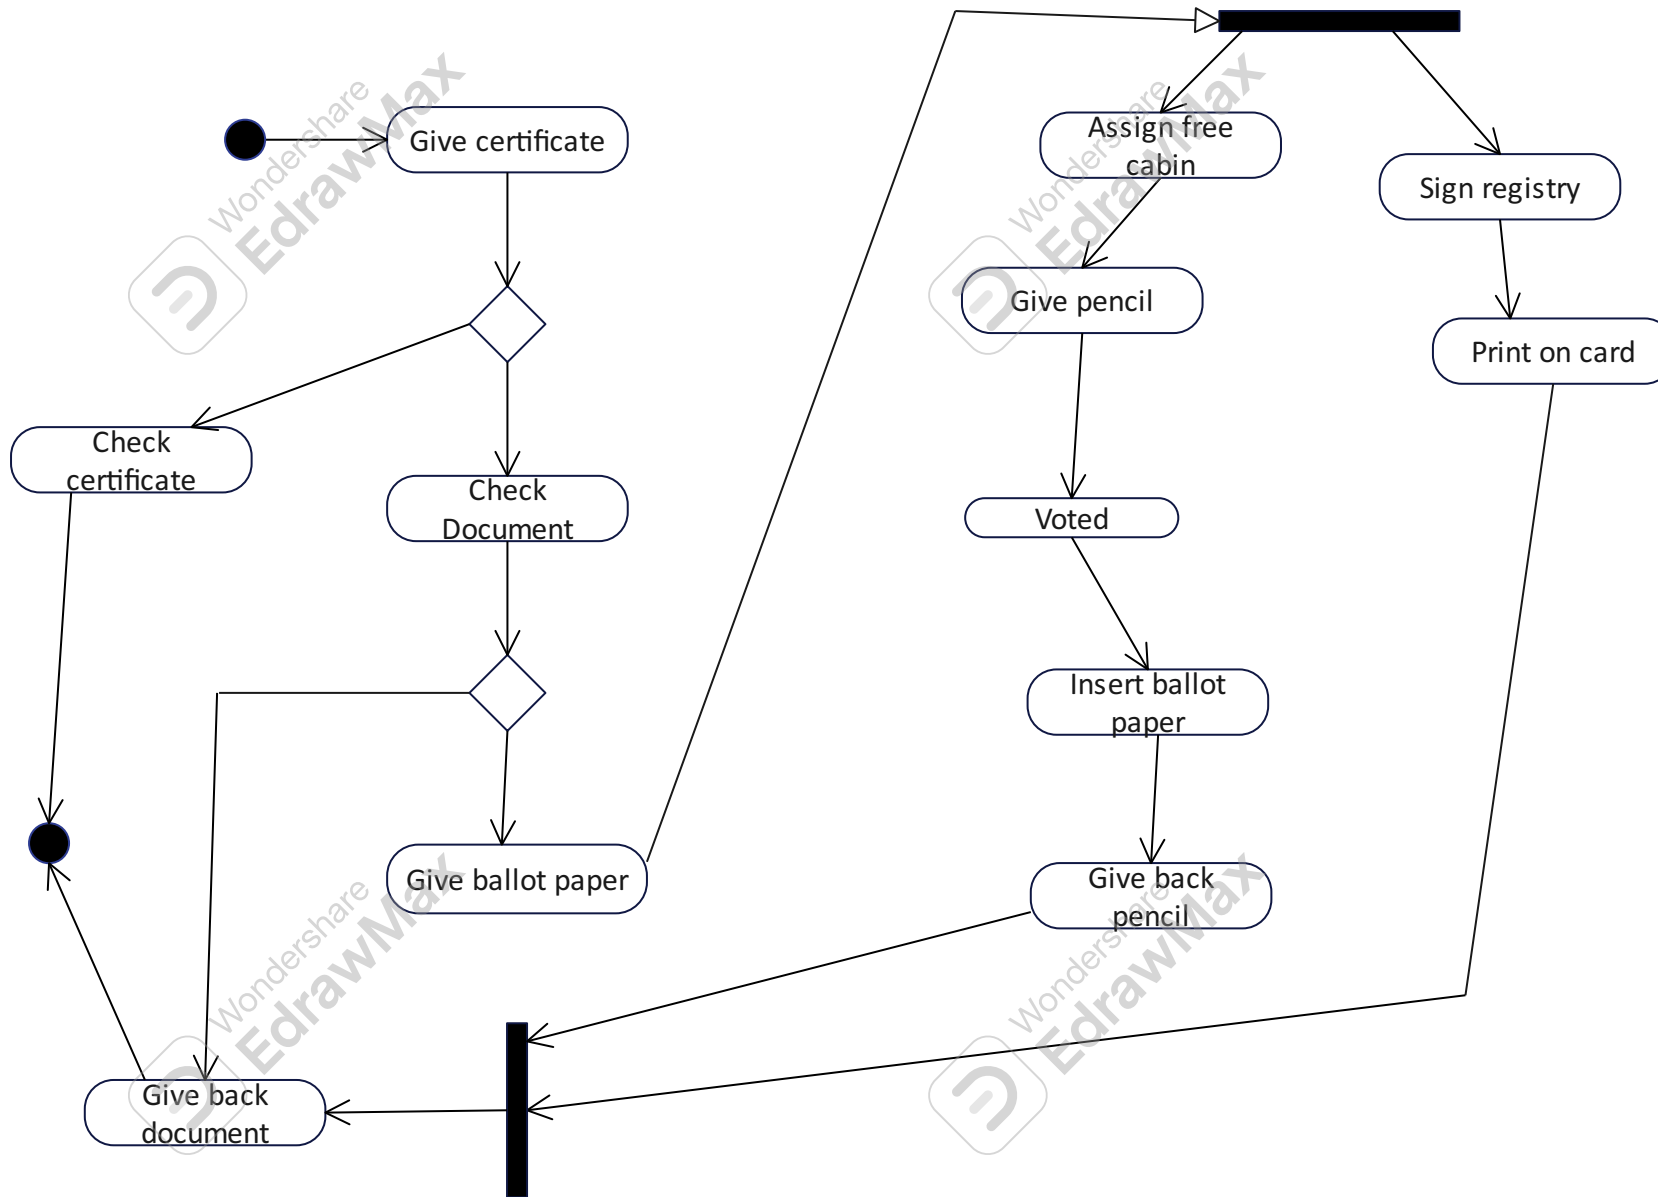 Give certificate
Assign free
cabin
Sign registry
Give pencil
Print on card
Check
certificate
Check
Document
Voted
Insert ballot
paper
Give ballot paper
Give back
pencil
Give back
document
Wondershare
EdrawMax
Wondershare
EdrawMax
Wondershare
EdrawMax
Wondershare
EdrawMax